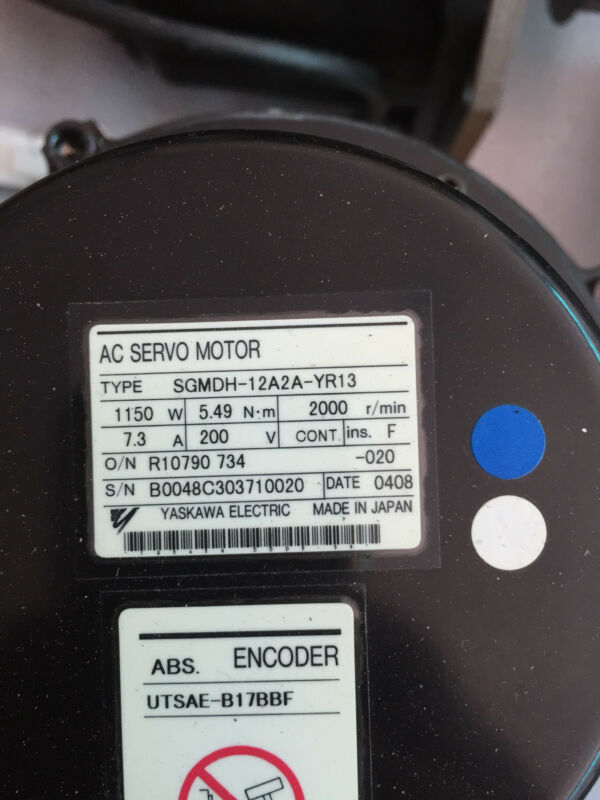 AC SERVO MOTOR
TYPE SGMDH-12A2A-YR13
1150 W 5.49 N·m 2000 r/min
7.3 A 200 V CONT. ins. F
O/N R10790 734 -020
S/N B0048C303710020 DATE 0408
YASKAWA ELECTRIC MADE IN JAPAN
ABS. ENCODER
UTSAE-B17BBF